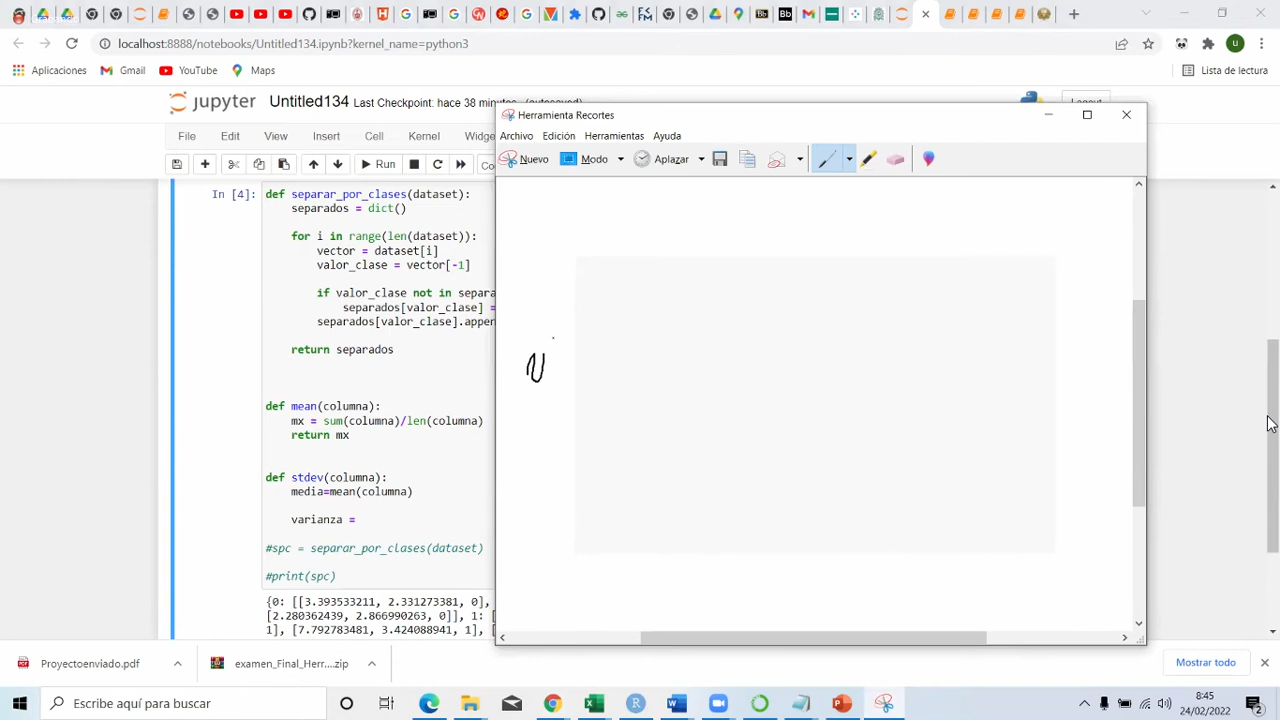 localhost:8888/notebooks/Untitled134.ipynb?kernel_name=python3
Aplicaciones
Gmail
YouTube
Maps
Lista de lectura
jupyter Untitled134 Last Checkpoint: hace 38 minutos (autosaved)
Logout
File Edit View Insert Cell Kernel Widge
Run
Co
Herramienta Recortes
Archivo Edición Herramientas Ayuda
Nuevo Modo Aplazar
In [4]:
def separar_por_clases(dataset):
separados = dict()
for i in range(len(dataset)):
vector = dataset[i]
valor_clase = vector[-1]
if valor_clase not in separa
separados[valor_clase] =
separados[valor_clase].appen
return separados
def mean(columna):
mx = sum(columna)/len(columna)
return mx
def stdev(columna):
media=mean(columna)
varianza =
#spc = separar_por_clases(dataset)
#print(spc)
{0: [[3.393533211, 2.331273381, 0],
[2.280362439, 2.866990263, 0]], 1: [
1], [7.792783481, 3.424088941, 1], [
Proyectoenviado.pdf
examen_Final_Herr....zip
Mostrar todo
Escribe aquí para buscar
8:45
24/02/2022
2